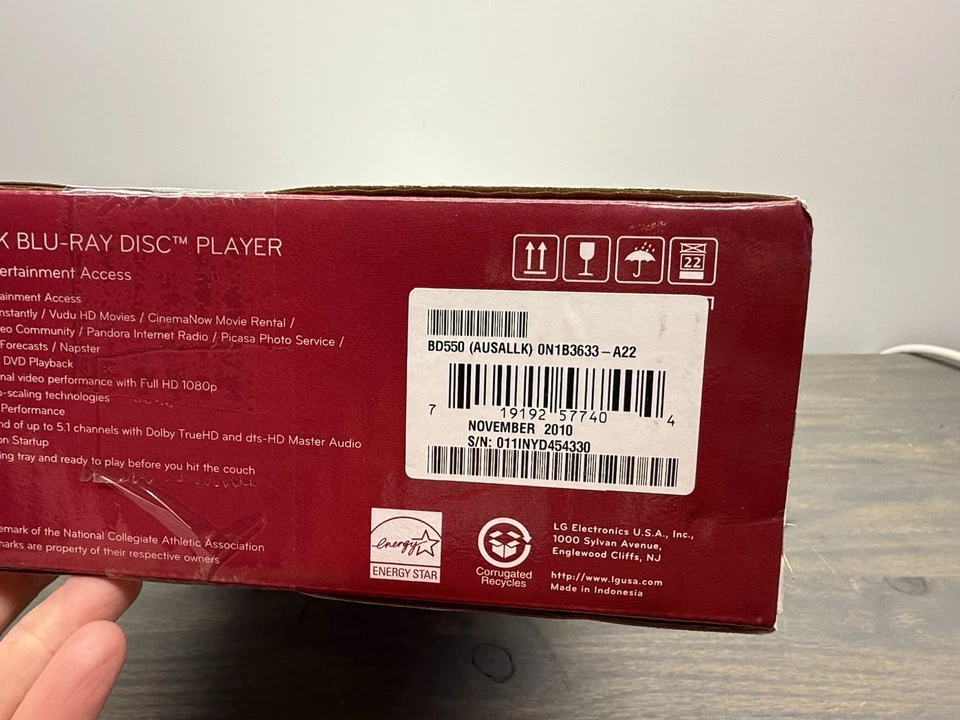 K BLU-RAY DISC™ PLAYER
ertainment Access
ainment Access
nstantly / Vudu HD Movies / CinemaNow Movie Rental /
eo Community / Pandora Internet Radio / Picasa Photo Service /
Forecasts / Napster
DVD Playback
nal video performance with Full HD 1080p
o-scaling technologies
Performance
nd of up to 5.1 channels with Dolby TrueHD and dts-HD Master Audio
on Startup
ing tray and ready to play before you hit the couch
emark of the National Collegiate Athletic Association
marks are property of their respective owners
22
BD550 (AUSALLK) 0N1B3633-A22
7 19192 57740 4
NOVEMBER 2010
S/N: 011INYD454330
energy
ENERGY STAR
Corrugated
Recycles
LG Electronics U.S.A., Inc.,
1000 Sylvan Avenue,
Englewood Cliffs, NJ
http://www.lgusa.com
Made in Indonesia